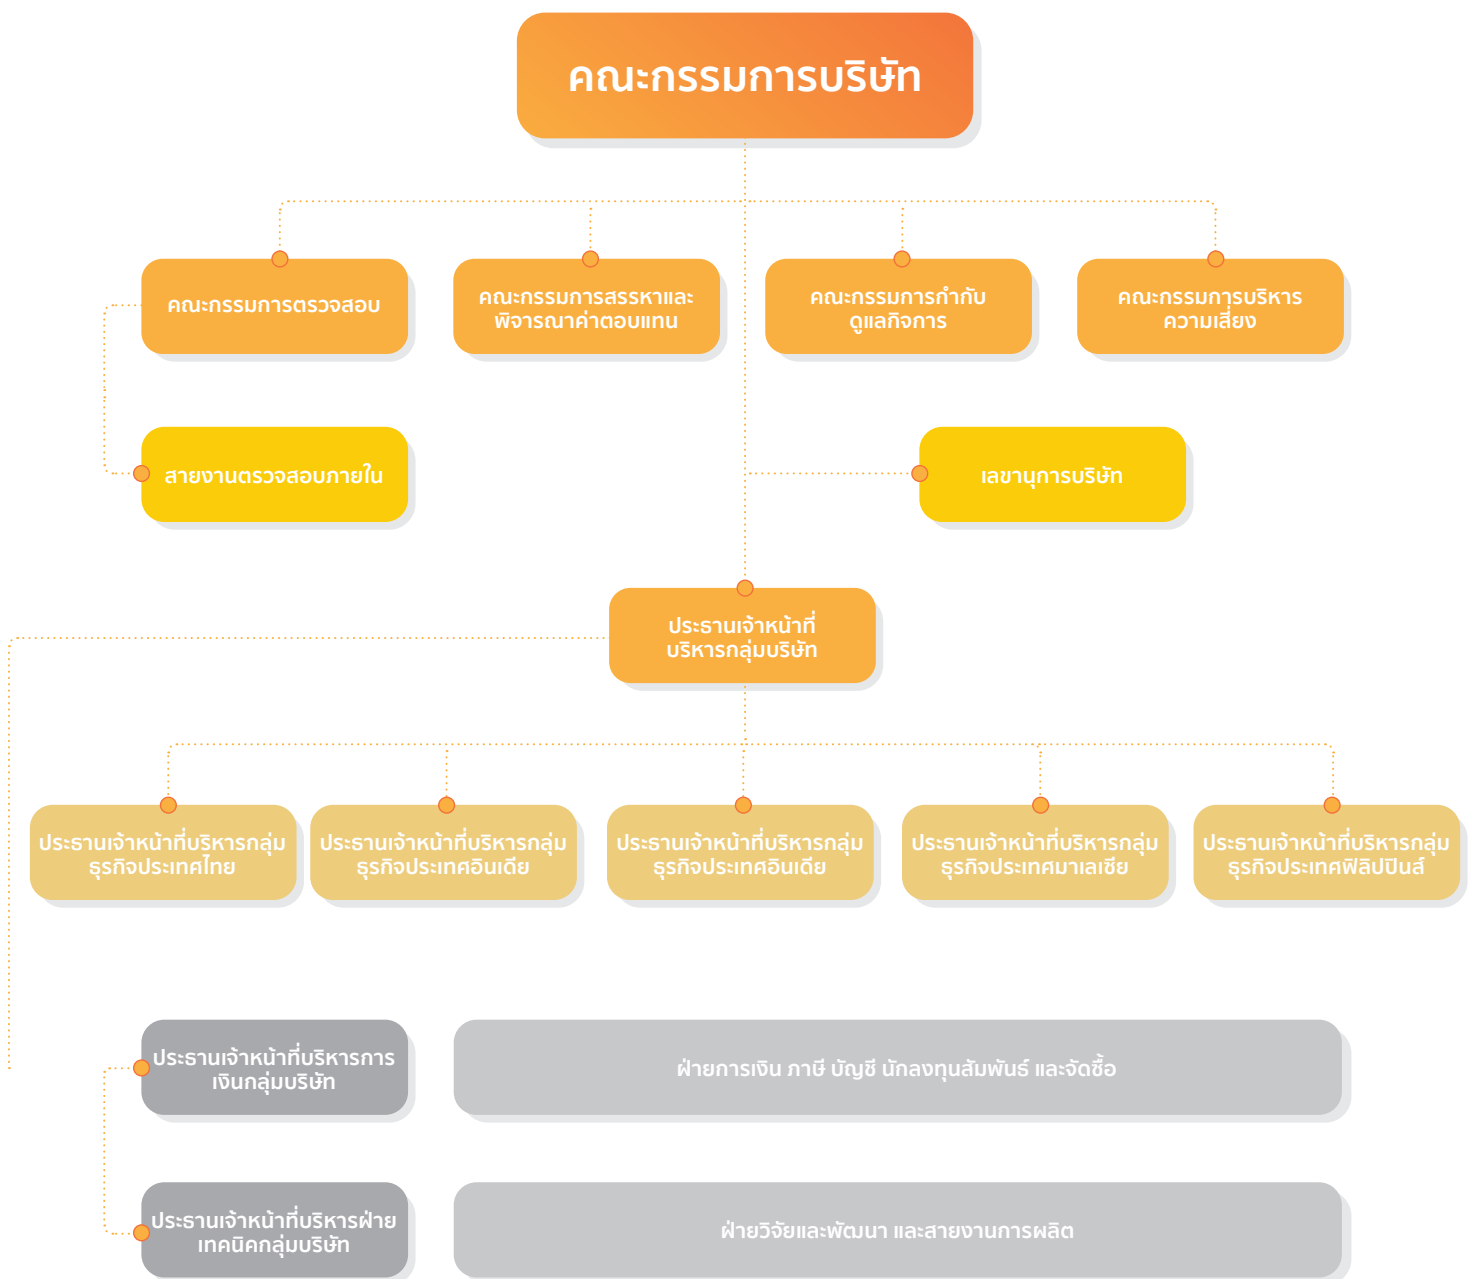 คณะกรรมการบริษัท
คณะกรรมการตรวจสอบ
คณะกรรมการสรรหาและ
พิจารณาค่าตอบแทน
คณะกรรมการกำกับ
ดูแลกิจการ
คณะกรรมการบริหาร
ความเสี่ยง
สายงานตรวจสอบภายใน
เลขานุการบริษัท
ประธานเจ้าหน้าที่
บริหารกลุ่มบริษัท
ประธานเจ้าหน้าที่บริหารกลุ่ม
ธุรกิจประเทศไทย
ประธานเจ้าหน้าที่บริหารกลุ่ม
ธุรกิจประเทศอินเดีย
ประธานเจ้าหน้าที่บริหารกลุ่ม
ธุรกิจประเทศอินเดีย
ประธานเจ้าหน้าที่บริหารกลุ่ม
ธุรกิจประเทศมาเลเซีย
ประธานเจ้าหน้าที่บริหารกลุ่ม
ธุรกิจประเทศฟิลิปปินส์
ประธานเจ้าหน้าที่บริหารการ
เงินกลุ่มบริษัท
ฝ่ายการเงิน ภาษี บัญชี นักลงทุนสัมพันธ์ และจัดซื้อ
ประธานเจ้าหน้าที่บริหารฝ่าย
เทคนิคกลุ่มบริษัท
ฝ่ายวิจัยและพัฒนา และสายงานการผลิต